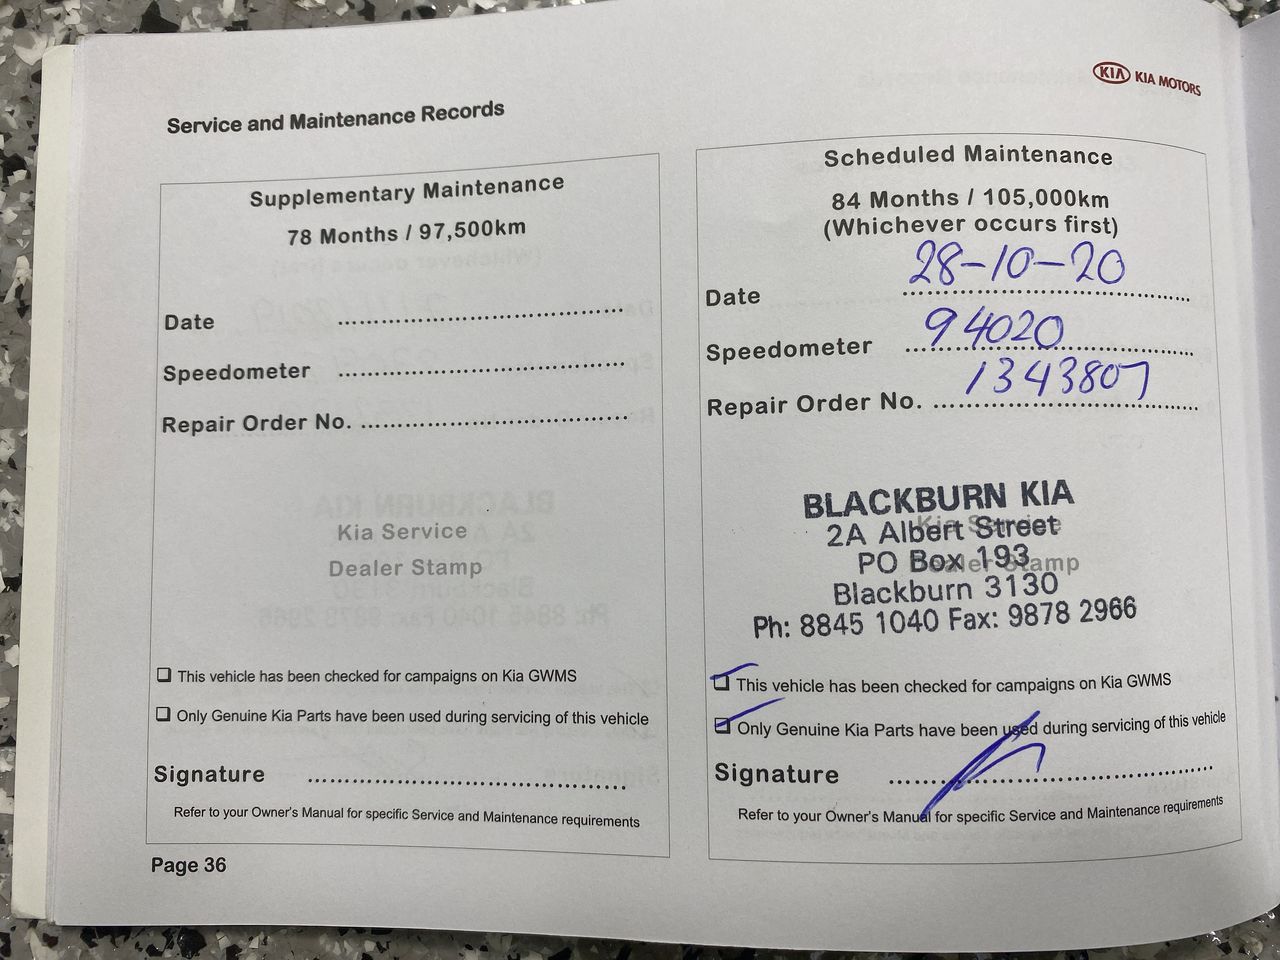 KIA KIA MOTORS
Service and Maintenance Records
Supplementary Maintenance
78 Months / 97,500km
Date
Speedometer
Repair Order No.
Kia Service
Dealer Stamp
❑ This vehicle has been checked for campaigns on Kia GWMS
❑ Only Genuine Kia Parts have been used during servicing of this vehicle
Signature
Refer to your Owner's Manual for specific Service and Maintenance requirements
Page 36
Scheduled Maintenance
84 Months / 105,000km
(Whichever occurs first)
Date 28-10-20
Speedometer 94020
Repair Order No. 1343807
Kia Service
Dealer Stamp
BLACKBURN KIA
2A Albert Street
PO Box 193
Blackburn 3130
Ph: 8845 1040 Fax: 9878 2966
❑ This vehicle has been checked for campaigns on Kia GWMS
❑ Only Genuine Kia Parts have been used during servicing of this vehicle
Signature
Refer to your Owner's Manual for specific Service and Maintenance requirements